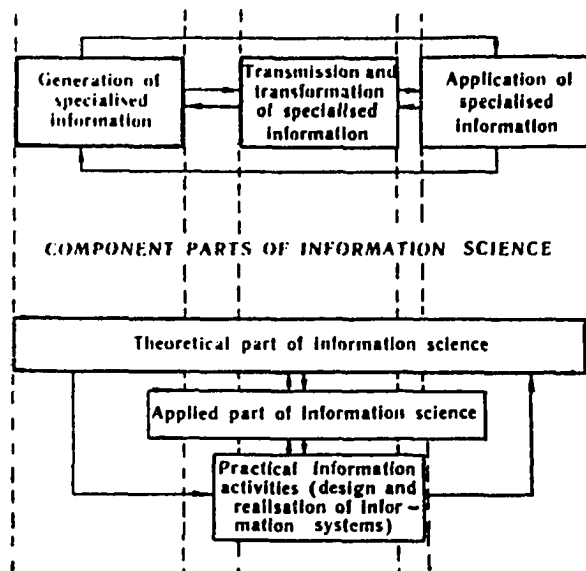 Generation of
specialised
information
Transmission and
transformation
of specialised
information
Application of
specialised
information
COMPONENT PARTS OF INFORMATION SCIENCE
Theoretical part of information science
Applied part of information science
Practical information
activities (design and
realisation of infor-
mation systems)